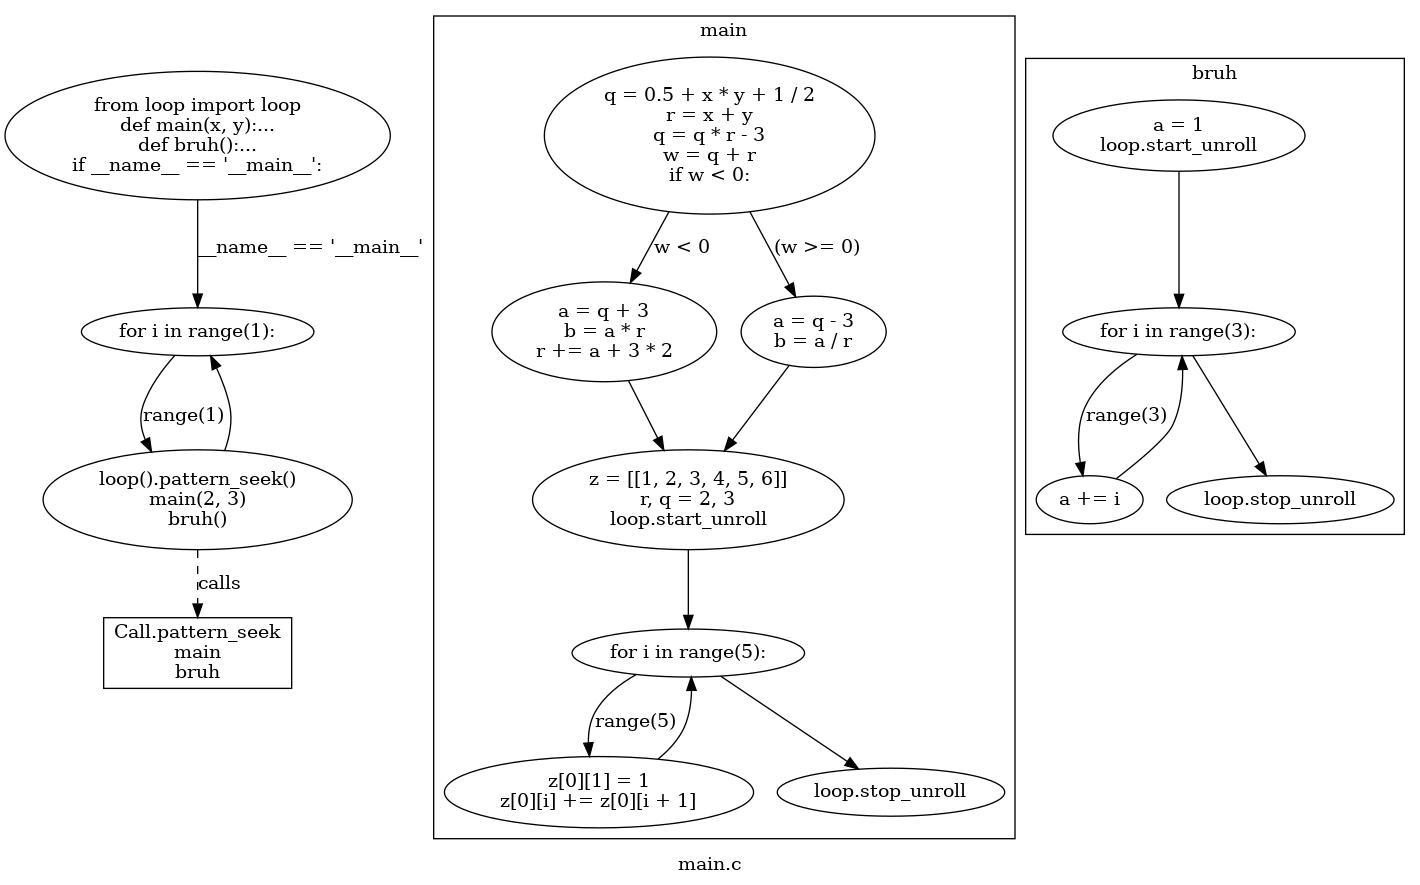 from loop import loop
def main(x, y):...
def bruh():...
if __name__ == '__main__':
__name__ == '__main__'
for i in range(1):
range(1)
loop().pattern_seek()
main(2, 3)
bruh()
calls
Call.pattern_seek
main
bruh
main
q = 0.5 + x * y + 1 / 2
r = x + y
q = q * r - 3
w = q + r
if w < 0:
w < 0
(w >= 0)
a = q + 3
b = a * r
r += a + 3 * 2
a = q - 3
b = a / r
z = [[1, 2, 3, 4, 5, 6]]
r, q = 2, 3
loop.start_unroll
for i in range(5):
range(5)
z[0][1] = 1
z[0][i] += z[0][i + 1]
loop.stop_unroll
bruh
a = 1
loop.start_unroll
for i in range(3):
range(3)
a += i
loop.stop_unroll
main.c